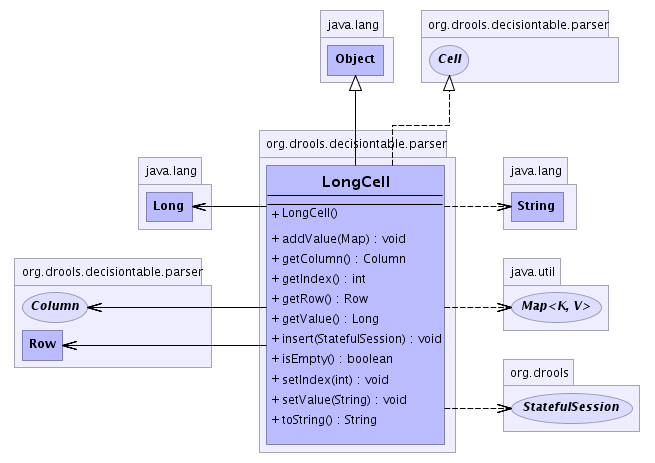 java.lang
Object
org.drools.decisiontable.parser
Cell
org.drools.decisiontable.parser
LongCell
+ LongCell()
+ addValue(Map) : void
+ getColumn() : Column
+ getIndex() : int
+ getRow() : Row
+ getValue() : Long
+ insert(StatefulSession) : void
+ isEmpty() : boolean
+ setIndex(int) : void
+ setValue(String) : void
+ toString() : String
java.lang
Long
org.drools.decisiontable.parser
Column
Row
java.lang
String
java.util
Map<K, V>
org.drools
StatefulSession